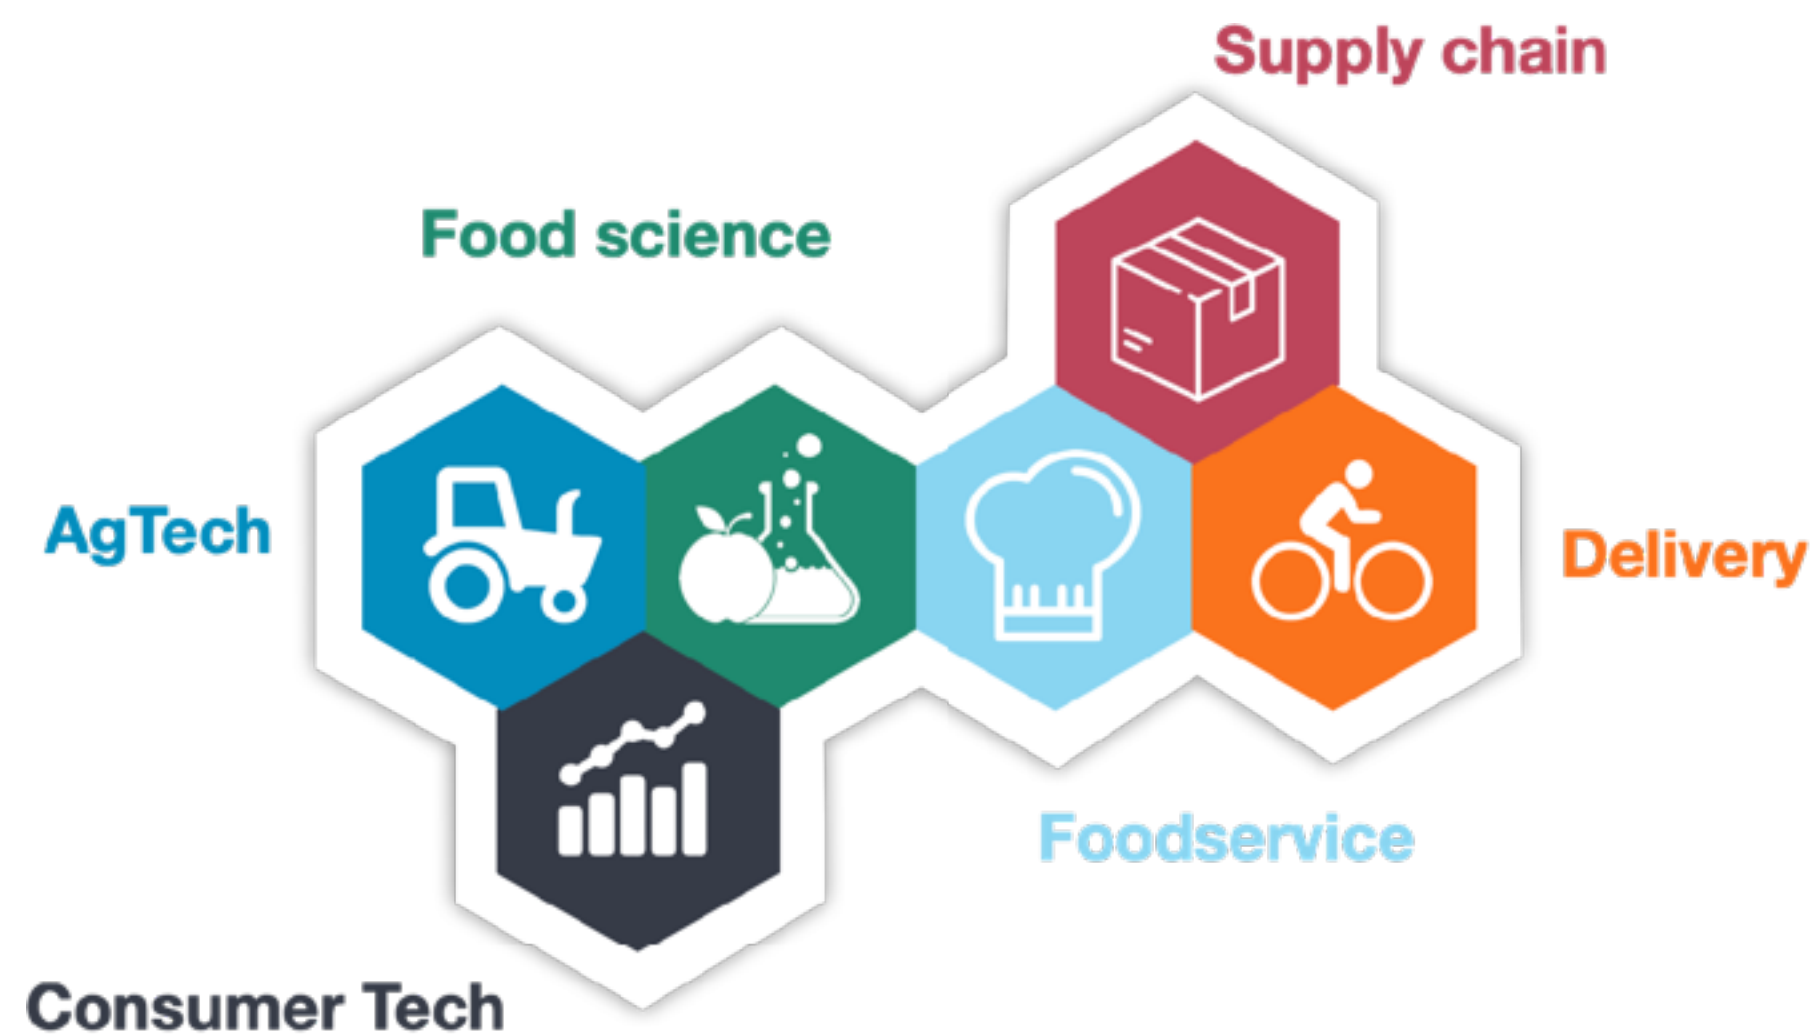 Supply chain
Food science
AgTech
Delivery
Foodservice
Consumer Tech